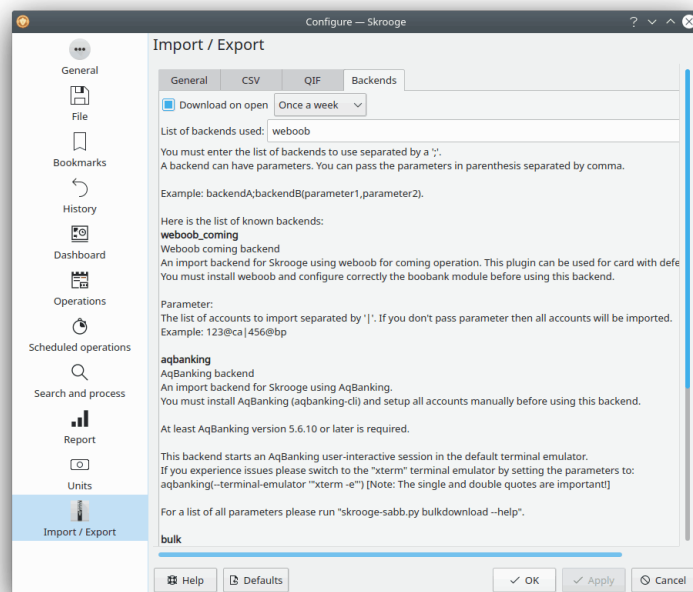 Configure — Skrooge
?
Import / Export
General
File
Bookmarks
History
Dashboard
Operations
Scheduled operations
Search and process
Report
Units
Import / Export
General CSV QIF Backends
Download on open Once a week
List of backends used: weboob
You must enter the list of backends to use separated by a ';'.
A backend can have parameters. You can pass the parameters in parenthesis separated by comma.
Example: backendA;backendB(parameter1,parameter2).
Here is the list of known backends:
weboob_coming
Weboob coming backend
An import backend for Skrooge using weboob for coming operation. This plugin can be used for card with defe
You must install weboob and configure correctly the boobank module before using this backend.
Parameter:
The list of accounts to import separated by '|'. If you don't pass parameter then all accounts will be imported.
Example: 123@ca|456@bp
aqbanking
AqBanking backend
An import backend for Skrooge using AqBanking.
You must install AqBanking (aqbanking-cli) and setup all accounts manually before using this backend.
At least AqBanking version 5.6.10 or later is required.
This backend starts an AqBanking user-interactive session in the default terminal emulator.
If you experience issues please switch to the "xterm" terminal emulator by setting the parameters to:
aqbanking(--terminal-emulator '"xterm -e"') [Note: The single and double quotes are important!]
For a list of all parameters please run "skrooge-sabb.py bulkdownload --help".
bulk
Help Defaults OK Apply Cancel